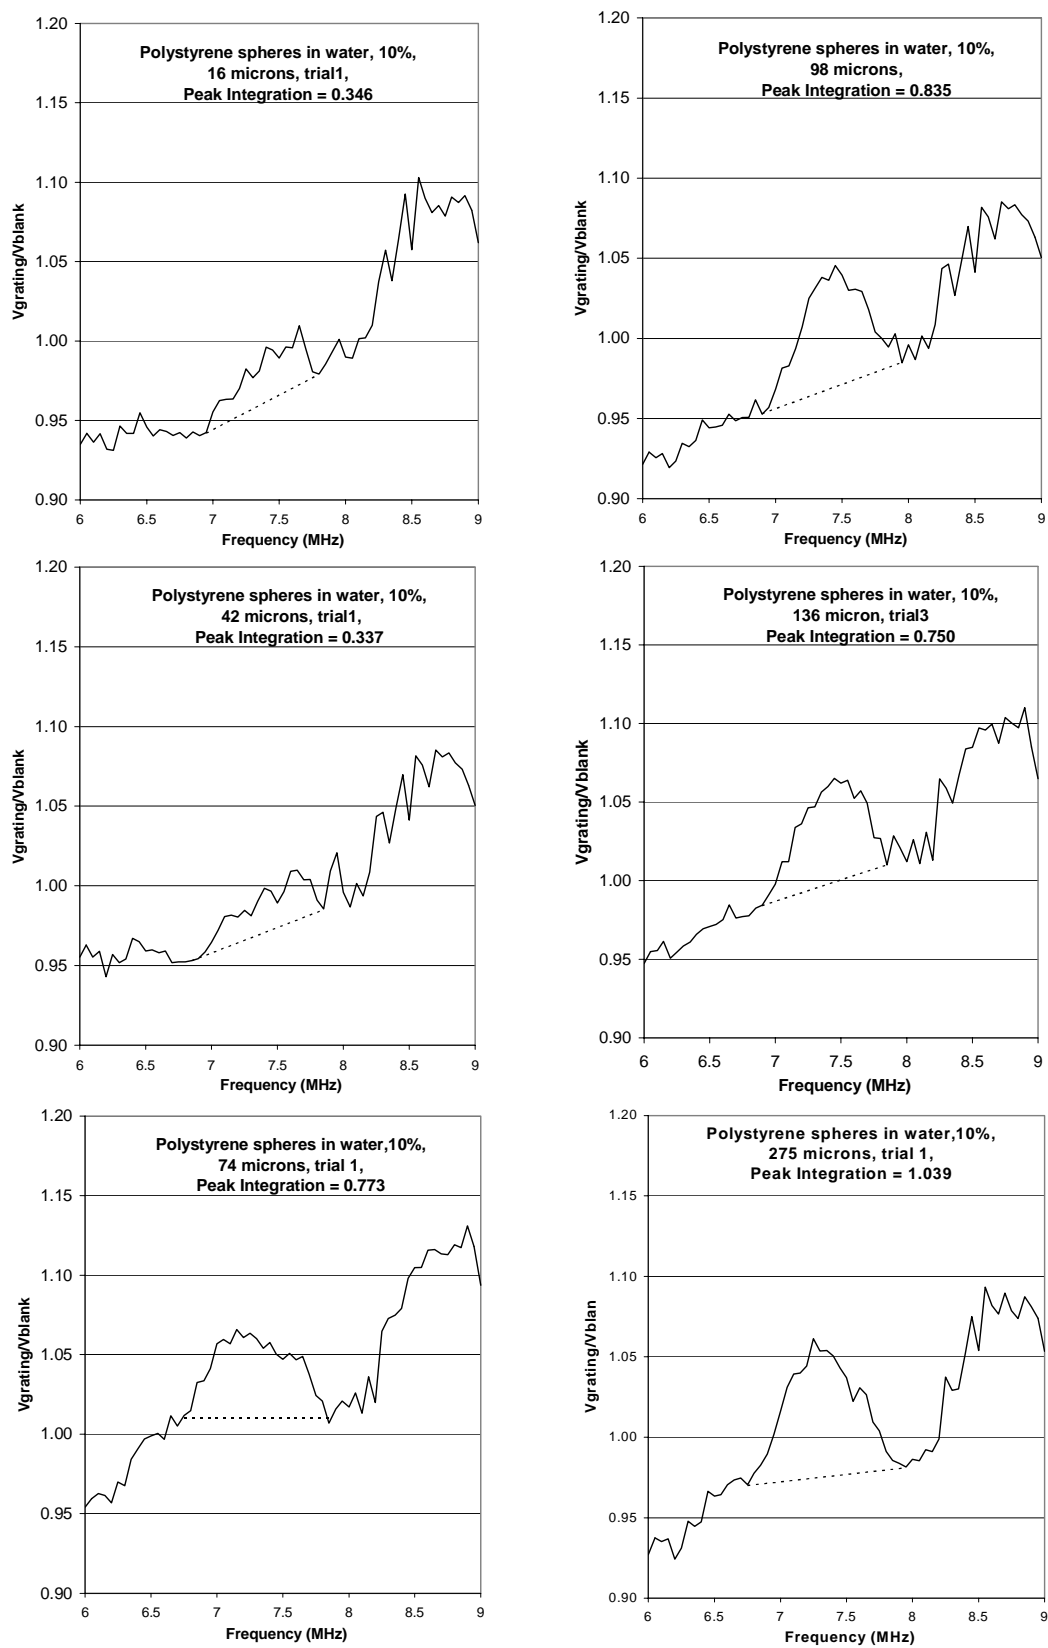 Polystyrene spheres in water, 10%,
16 microns, trial1,
Peak Integration = 0.346
1.20
1.15
1.10
1.05
1.00
0.95
0.90
Vgrating/Vblank
6 6.5 7 7.5 8 8.5 9
Frequency (MHz)
Polystyrene spheres in water, 10%,
98 microns,
Peak Integration = 0.835
1.20
1.15
1.10
1.05
1.00
0.95
0.90
Vgrating/Vblank
6 6.5 7 7.5 8 8.5 9
Frequency (MHz)
Polystyrene spheres in water, 10%,
42 microns, trial1,
Peak Integration = 0.337
1.20
1.15
1.10
1.05
1.00
0.95
0.90
Vgrating/Vblank
6 6.5 7 7.5 8 8.5 9
Frequency (MHz)
Polystyrene spheres in water, 10%,
136 micron, trial3
Peak Integration = 0.750
1.20
1.15
1.10
1.05
1.00
0.95
0.90
Vgrating/Vblank
6 6.5 7 7.5 8 8.5 9
Frequency (MHz)
Polystyrene spheres in water,10%,
74 microns, trial 1,
Peak Integration = 0.773
1.20
1.15
1.10
1.05
1.00
0.95
0.90
Vgrating/Vblank
6 6.5 7 7.5 8 8.5 9
Frequency (MHz)
Polystyrene spheres in water,10%,
275 microns, trial 1,
Peak Integration = 1.039
1.20
1.15
1.10
1.05
1.00
0.95
0.90
Vgrating/Vblan
6 6.5 7 7.5 8 8.5 9
Frequency (MHz)